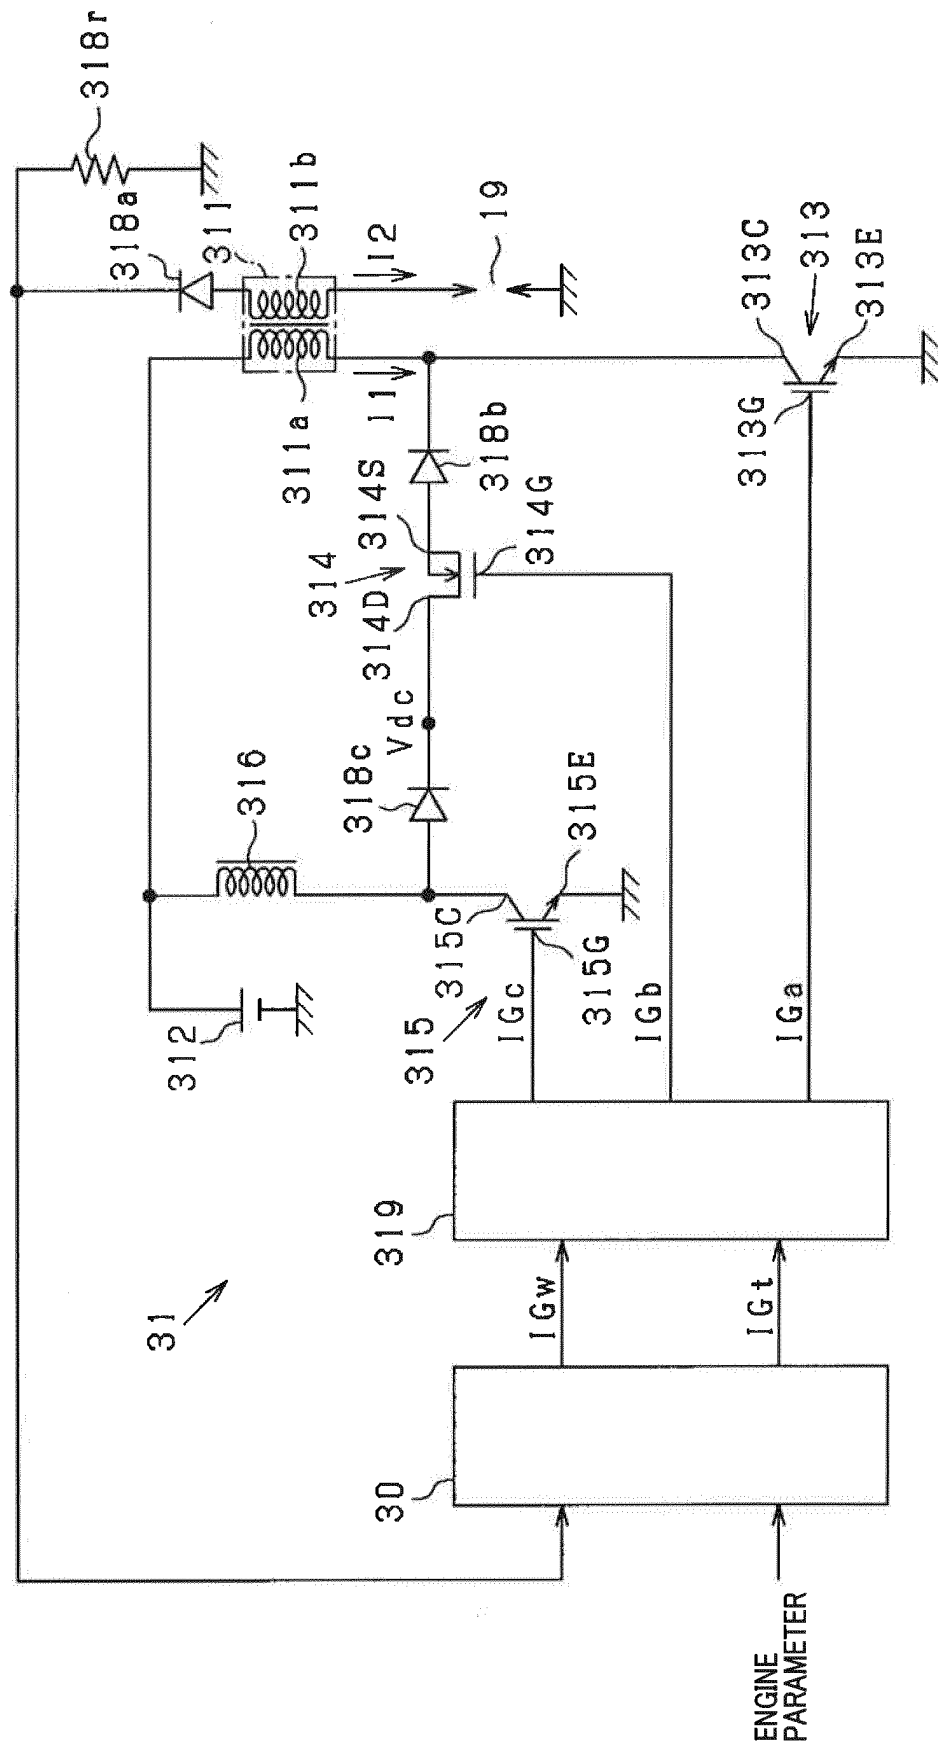 318r
318a
311
311b
I2
19
313C
313
313E
313G
311a
I1
318b
314S
314G
314
314D
Vdc
318c
316
315E
315C
315G
315
312
IGc
IGb
IGa
319
31
IGw
IGt
30
ENGINE
PARAMETER